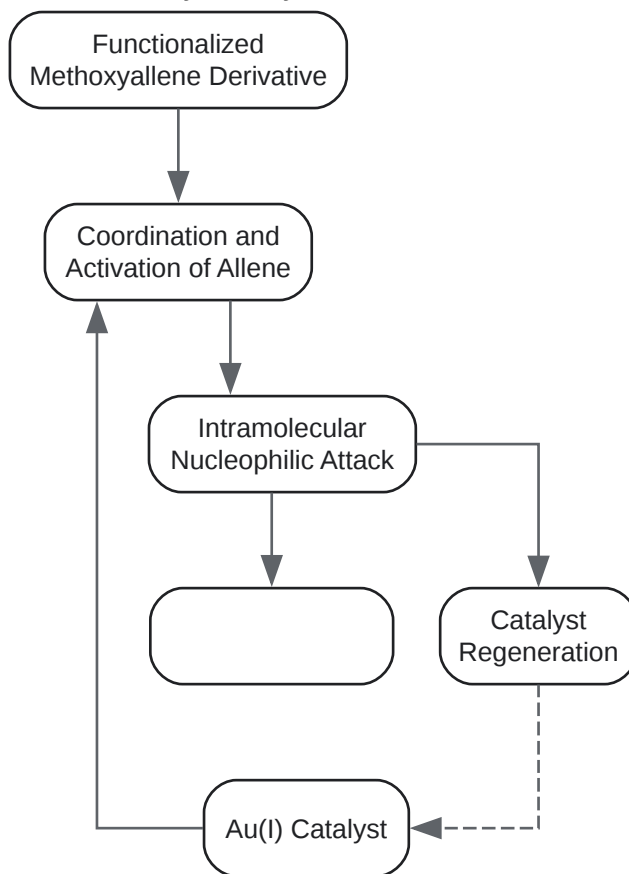 Functionalized
Methoxyallene Derivative
Coordination and
Activation of Allene
Intramolecular
Nucleophilic Attack
Catalyst
Regeneration
Au(I) Catalyst